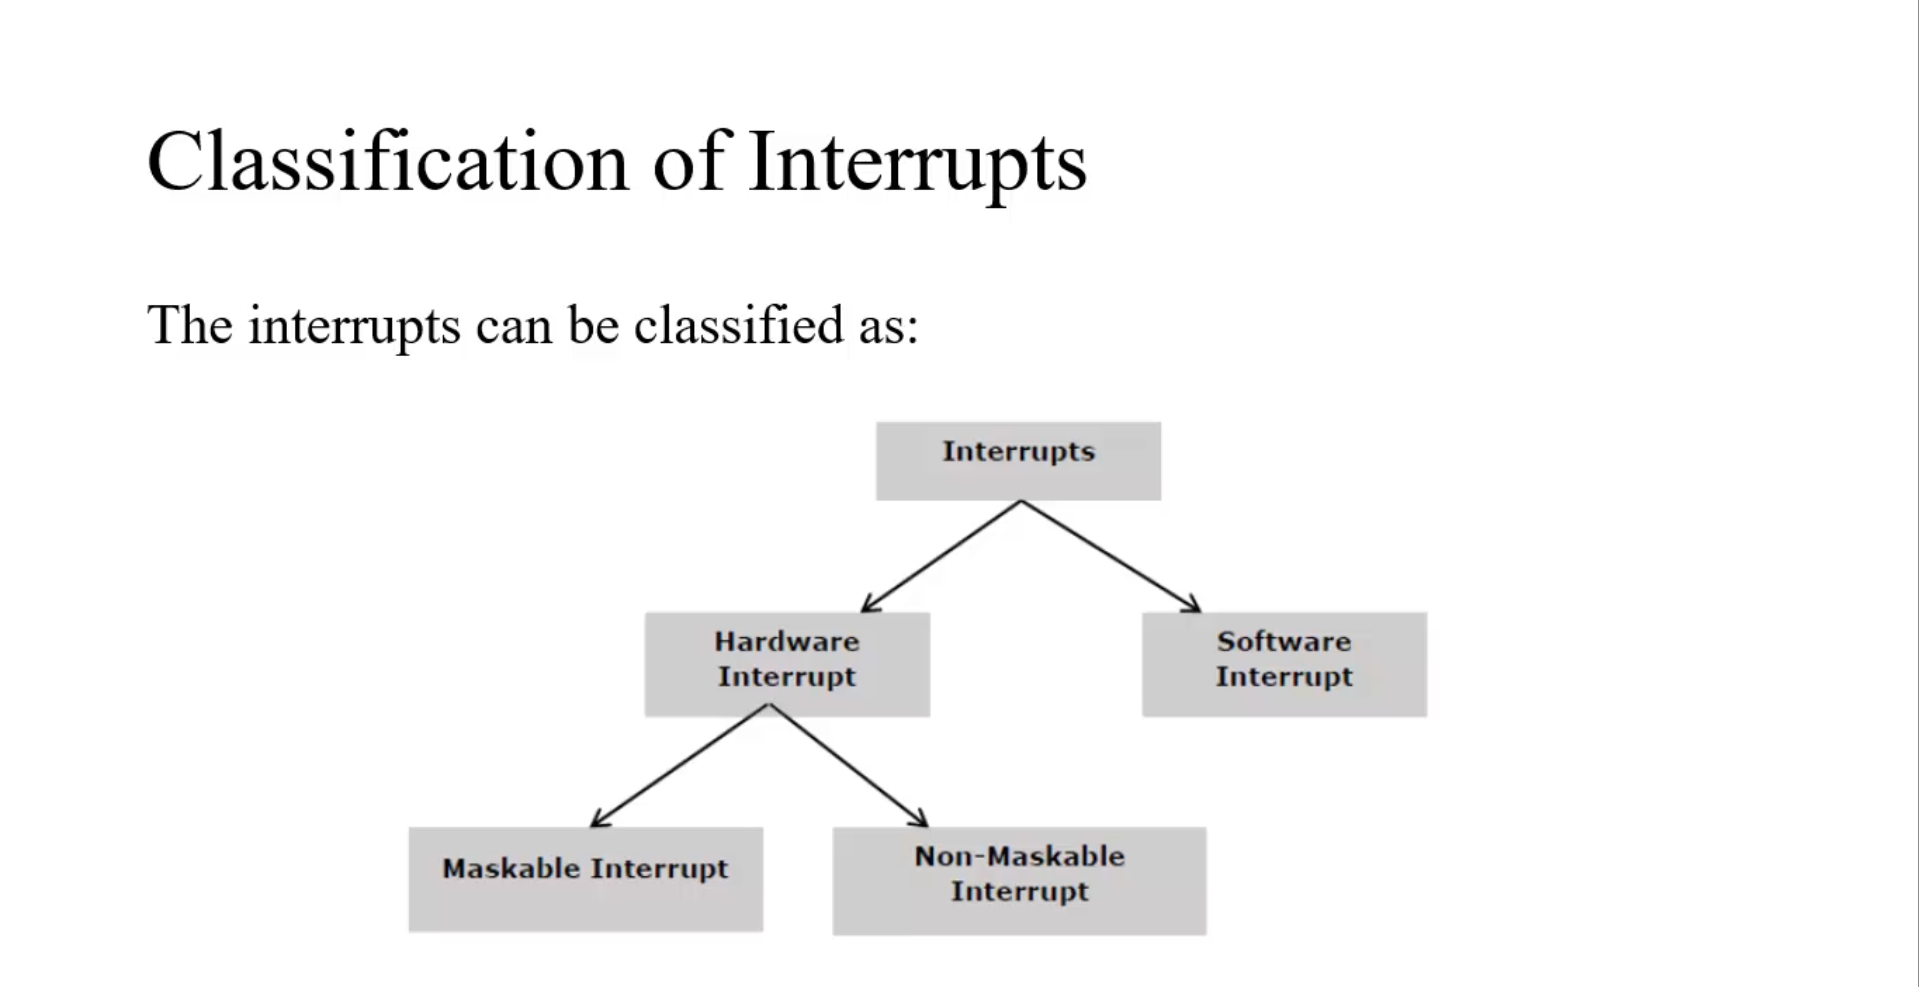 Classification of Interrupts
The interrupts can be classified as:
Interrupts
Hardware
Interrupt
Software
Interrupt
Maskable Interrupt
Non-Maskable
Interrupt